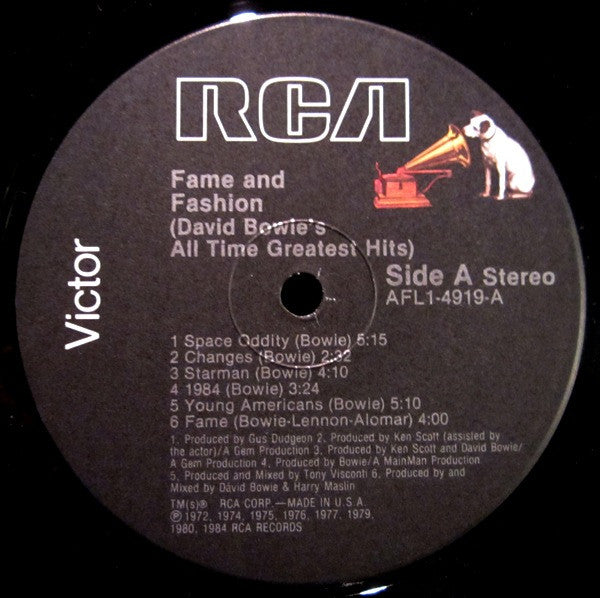 RCA
Victor
Fame and
Fashion
(David Bowie's
All Time Greatest Hits)
Side A Stereo
AFL1-4919-A
1 Space Oddity (Bowie) 5:15
2 Changes (Bowie) 2:32
3 Starman (Bowie) 4:10
4 1984 (Bowie) 3:24
5 Young Americans (Bowie) 5:10
6 Fame (Bowie-Lennon-Alomar) 4:00
1. Produced by Gus Dudgeon 2. Produced by Ken Scott (assisted by
the actor)/A Gem Production 3. Produced by Ken Scott and David Bowie/
A Gem Production 4. Produced by Bowie/A MainMan Production
5. Produced and Mixed by Tony Visconti 6. Produced by and
Mixed by David Bowie & Harry Maslin
TM(s)® RCA CORP.—MADE IN U.S.A.
℗ 1972, 1974, 1975, 1976, 1977, 1979,
1980, 1984 RCA RECORDS